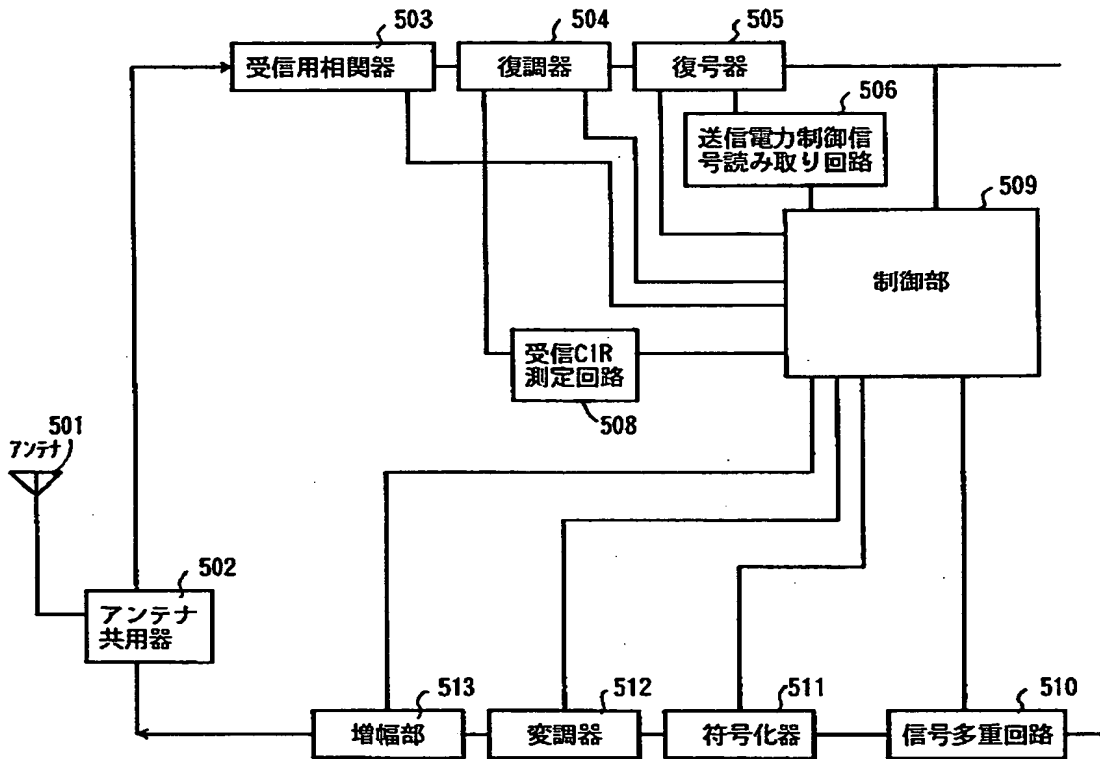 503
504
505
受信用相関器
復調器
復号器
506
送信電力制御信
号読み取り回路
509
制御部
受信CIR
測定回路
508
501
アンテナ
502
アンテナ
共用器
513
512
511
510
増幅部
変調器
符号化器
信号多重回路